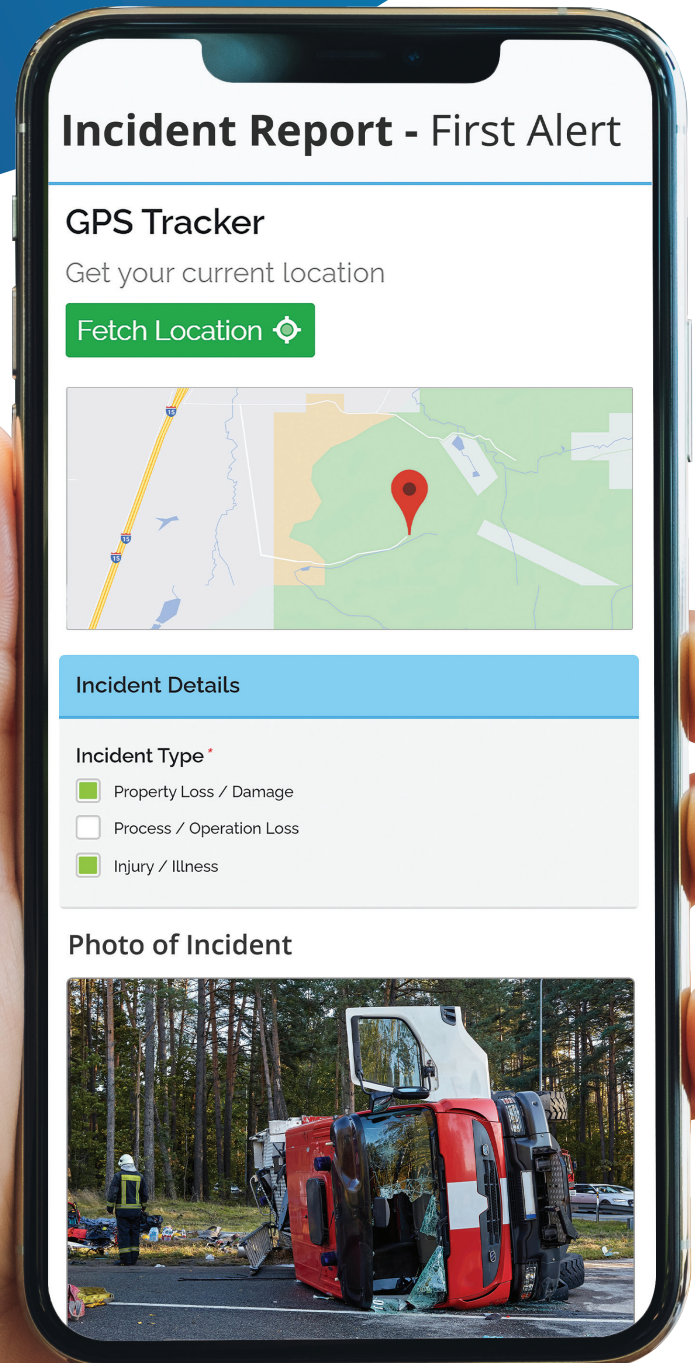 Incident Report - First Alert
GPS Tracker
Get your current location
Fetch Location
15
15
15
Incident Details
Incident Type *
Property Loss / Damage
Process / Operation Loss
Injury / Illness
Photo of Incident